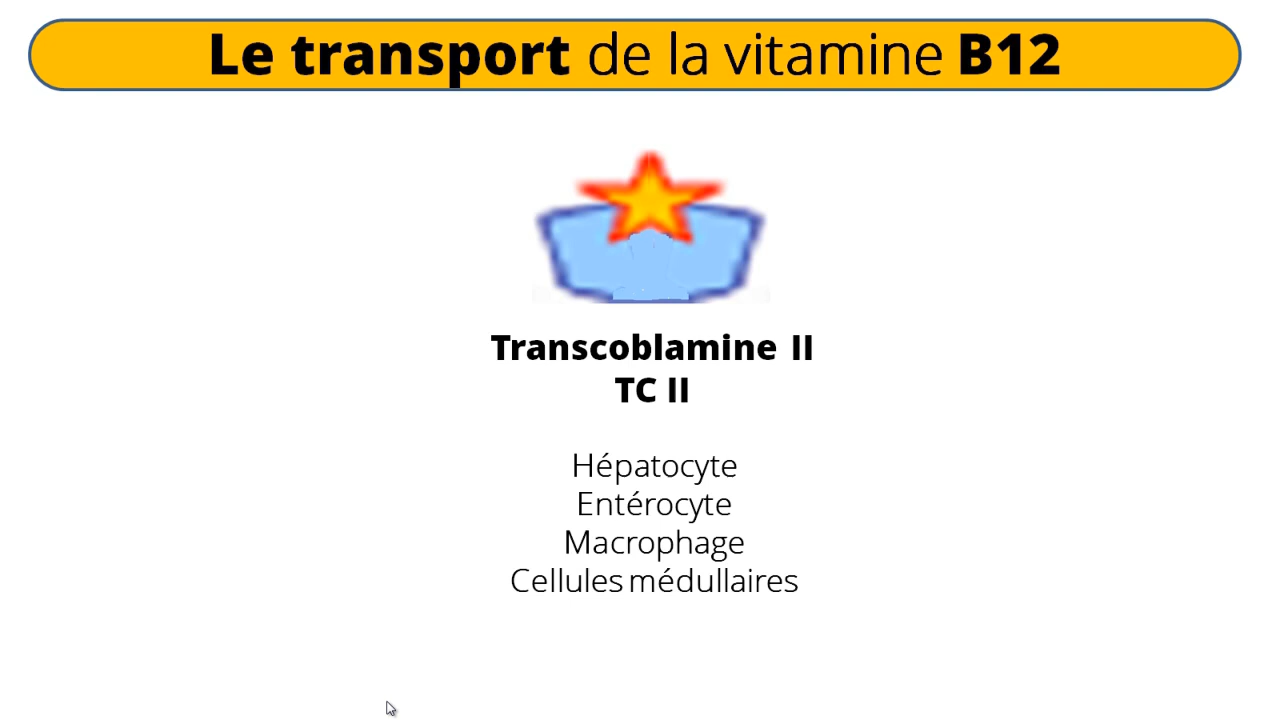 Le transport de la vitamine B12
Transcoblamine II
TC II
Hépatocyte
Entérocyte
Macrophage
Cellules médullaires